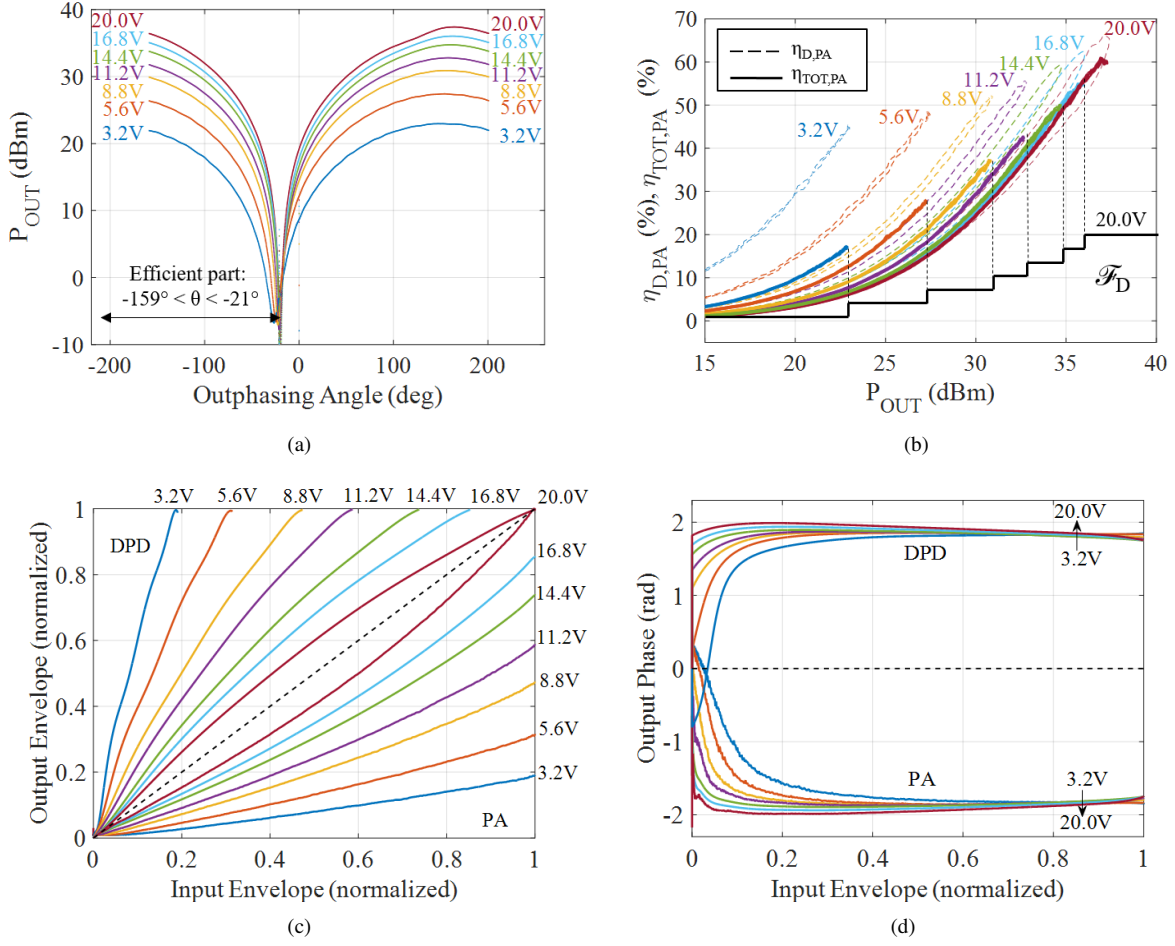 40
30
20
10
0
-10
P_OUT (dBm)
20.0V
16.8V
14.4V
11.2V
8.8V
5.6V
3.2V
20.0V
16.8V
14.4V
11.2V
8.8V
5.6V
3.2V
Efficient part:
-159° < θ < -21°
-200 -100 0 100 200
Outphasing Angle (deg)
(a)
70
60
50
40
30
20
10
0
η_D,PA (%), η_TOT,PA (%)
η_D,PA
η_TOT,PA
3.2V
5.6V
8.8V
11.2V
14.4V
16.8V
20.0V
20.0V
ℱ_D
15 20 25 30 35 40
P_OUT (dBm)
(b)
3.2V 5.6V 8.8V 11.2V 14.4V 16.8V 20.0V
1
0.8
0.6
0.4
0.2
0
Output Envelope (normalized)
DPD
16.8V
14.4V
11.2V
8.8V
5.6V
3.2V
PA
0 0.2 0.4 0.6 0.8 1
Input Envelope (normalized)
(c)
2
1
0
-1
-2
Output Phase (rad)
20.0V
DPD
3.2V
PA
3.2V
20.0V
0 0.2 0.4 0.6 0.8 1
Input Envelope (normalized)
(d)